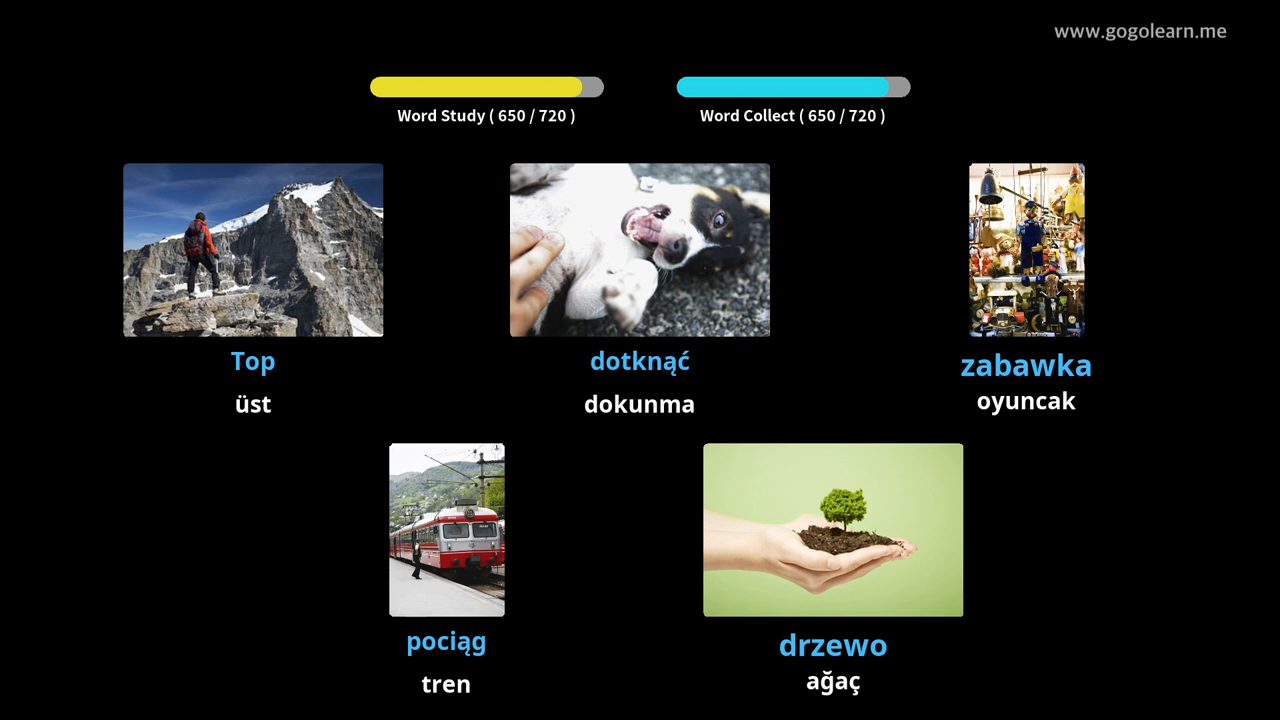 www.gogolearn.me
Word Study ( 650 / 720 )
Word Collect ( 650 / 720 )
Top
dotknąć
zabawka
üst
dokunma
oyuncak
pociąg
drzewo
tren
ağaç